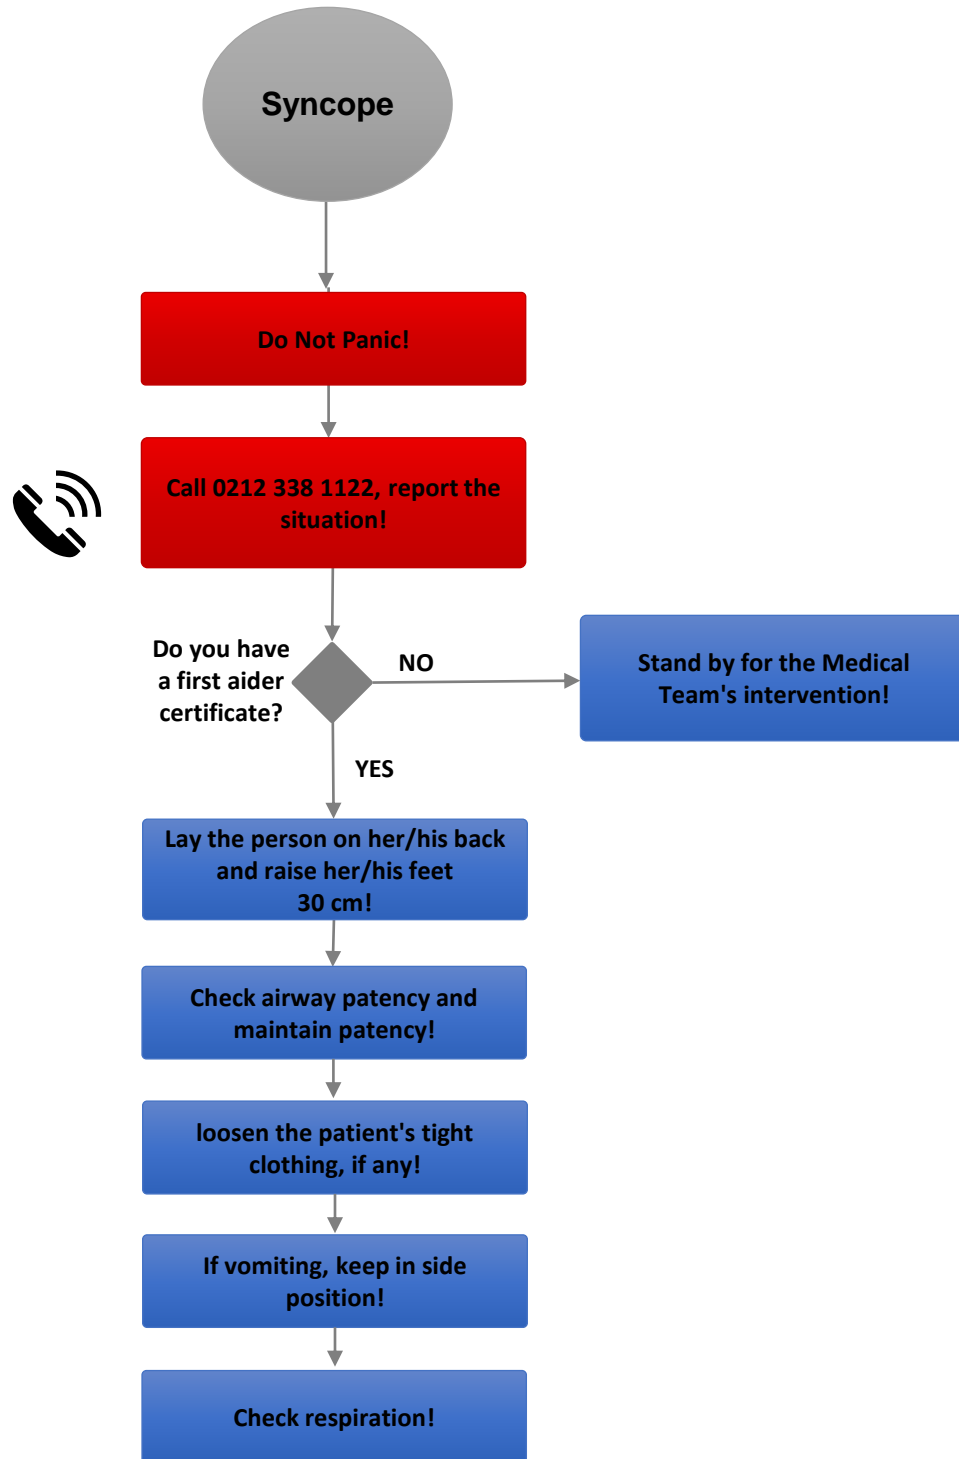 Syncope
Do Not Panic!
Call 0212 338 1122, report the
situation!
Do you have
a first aider
certificate?
NO
Stand by for the Medical
Team's intervention!
YES
Lay the person on her/his back
and raise her/his feet
30 cm!
Check airway patency and
maintain patency!
loosen the patient's tight
clothing, if any!
If vomiting, keep in side
position!
Check respiration!